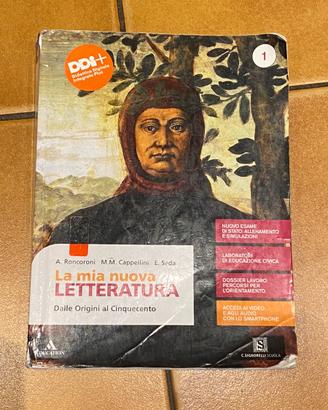 DDI+
Didattica Digitale
Integrata Plus
1
A. Roncoroni M.M. Cappellini E. Sada
La mia nuova
LETTERATURA
Dalle Origini al Cinquecento
NUOVO ESAME
DI STATO: ALLENAMENTO
E SIMULAZIONI
LABORATORI
DI EDUCAZIONE CIVICA
DOSSIER LAVORO
PERCORSI PER
L'ORIENTAMENTO
ACCEDI AI VIDEO
E AGLI AUDIO
CON LO SMARTPHONE
EDUCATION
S
C. SIGNORELLI SCUOLA